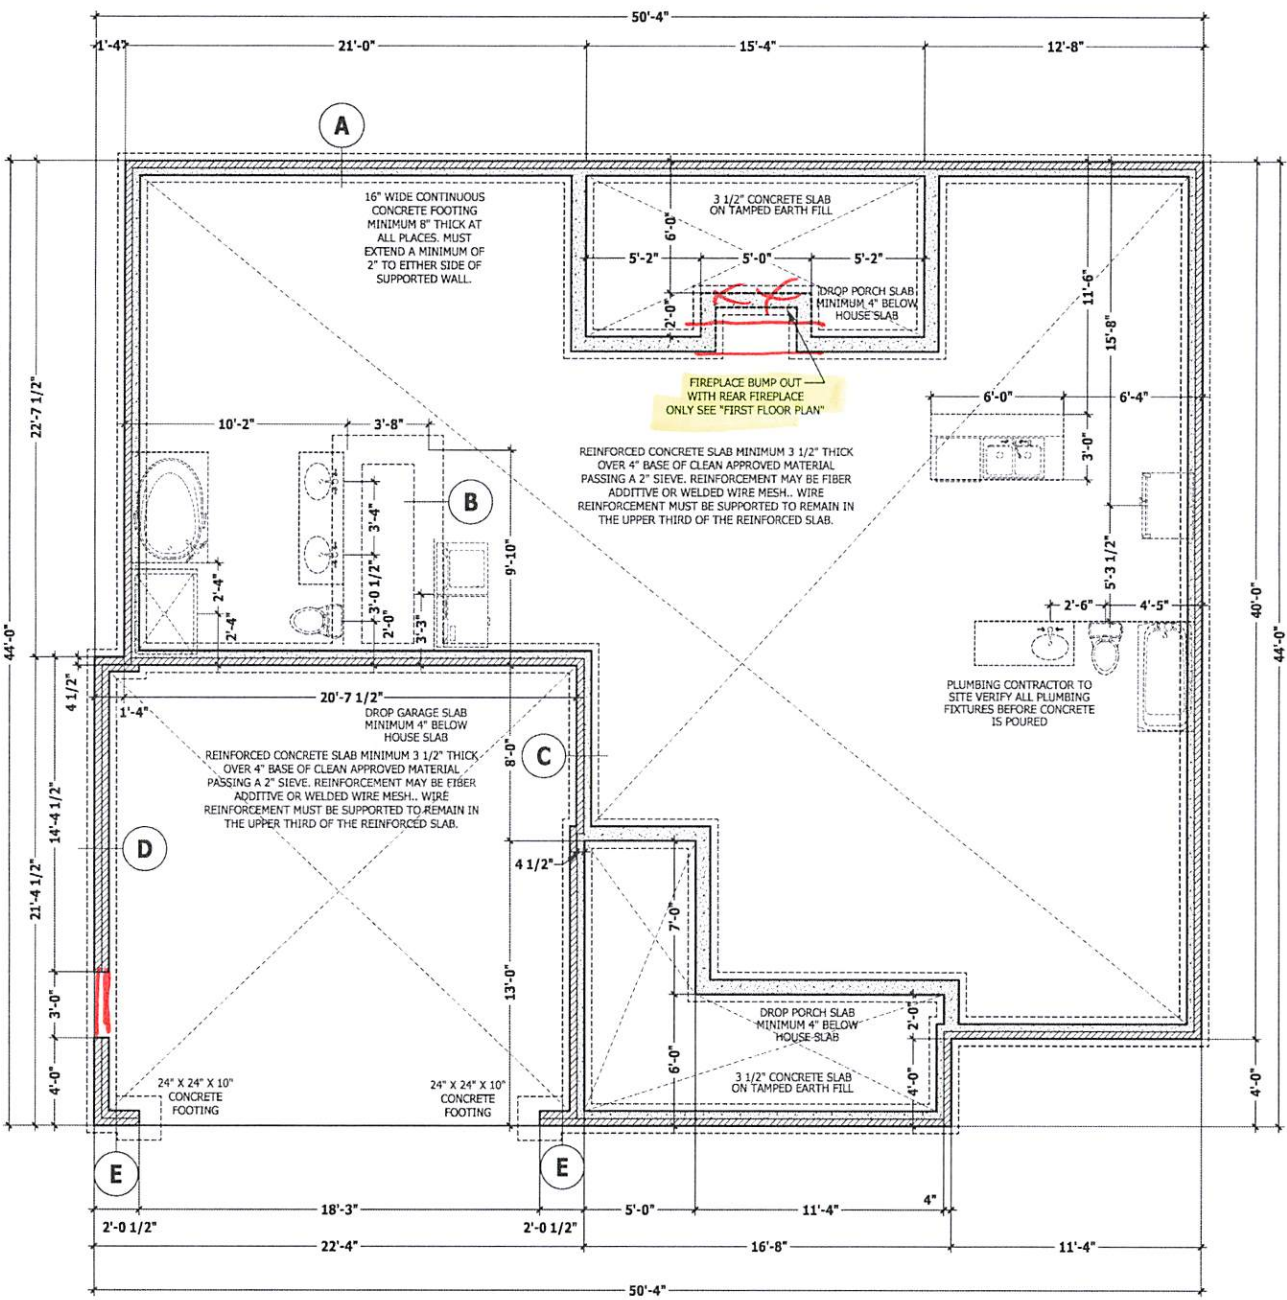 50'-4"
1'-4"
21'-0"
15'-4"
12'-8"
A
16" WIDE CONTINUOUS
CONCRETE FOOTING
MINIMUM 8" THICK AT
ALL PLACES. MUST
EXTEND A MINIMUM OF
2" TO EITHER SIDE OF
SUPPORTED WALL.
3 1/2" CONCRETE SLAB
ON TAMPED EARTH FILL
6'-0"
5'-2"
5'-0"
5'-2"
2'-0"
DROP PORCH SLAB
MINIMUM 4" BELOW
HOUSE SLAB
11'-6"
15'-8"
FIREPLACE BUMP OUT
WITH REAR FIREPLACE
ONLY SEE "FIRST FLOOR PLAN"
6'-0"
6'-4"
3'-0"
22'-7 1/2"
44'-0"
10'-2"
3'-8"
REINFORCED CONCRETE SLAB MINIMUM 3 1/2" THICK
OVER 4" BASE OF CLEAN APPROVED MATERIAL
PASSING A 2" SIEVE. REINFORCEMENT MAY BE FIBER
ADDITIVE OR WELDED WIRE MESH.. WIRE
REINFORCEMENT MUST BE SUPPORTED TO REMAIN IN
THE UPPER THIRD OF THE REINFORCED SLAB.
B
3'-4"
9'-10"
3'-0 1/2"
2'-4"
2'-4"
2'-0"
3'-3"
5'-3 1/2"
2'-6"
4'-5"
40'-0"
44'-0"
PLUMBING CONTRACTOR TO
SITE VERIFY ALL PLUMBING
FIXTURES BEFORE CONCRETE
IS POURED
4 1/2"
1'-4"
20'-7 1/2"
DROP GARAGE SLAB
MINIMUM 4" BELOW
HOUSE SLAB
REINFORCED CONCRETE SLAB MINIMUM 3 1/2" THICK
OVER 4" BASE OF CLEAN APPROVED MATERIAL
PASSING A 2" SIEVE. REINFORCEMENT MAY BE FIBER
ADDITIVE OR WELDED WIRE MESH.. WIRE
REINFORCEMENT MUST BE SUPPORTED TO REMAIN IN
THE UPPER THIRD OF THE REINFORCED SLAB.
8'-0"
C
D
14'-4 1/2"
21'-4 1/2"
4 1/2"
7'-0"
3'-0"
13'-0"
DROP PORCH SLAB
MINIMUM 4" BELOW
HOUSE SLAB
2'-0"
6'-0"
3 1/2" CONCRETE SLAB
ON TAMPED EARTH FILL
4'-0"
4'-0"
4'-0"
24" X 24" X 10"
CONCRETE
FOOTING
24" X 24" X 10"
CONCRETE
FOOTING
E
E
18'-3"
5'-0"
11'-4"
4"
2'-0 1/2"
2'-0 1/2"
22'-4"
16'-8"
11'-4"
50'-4"